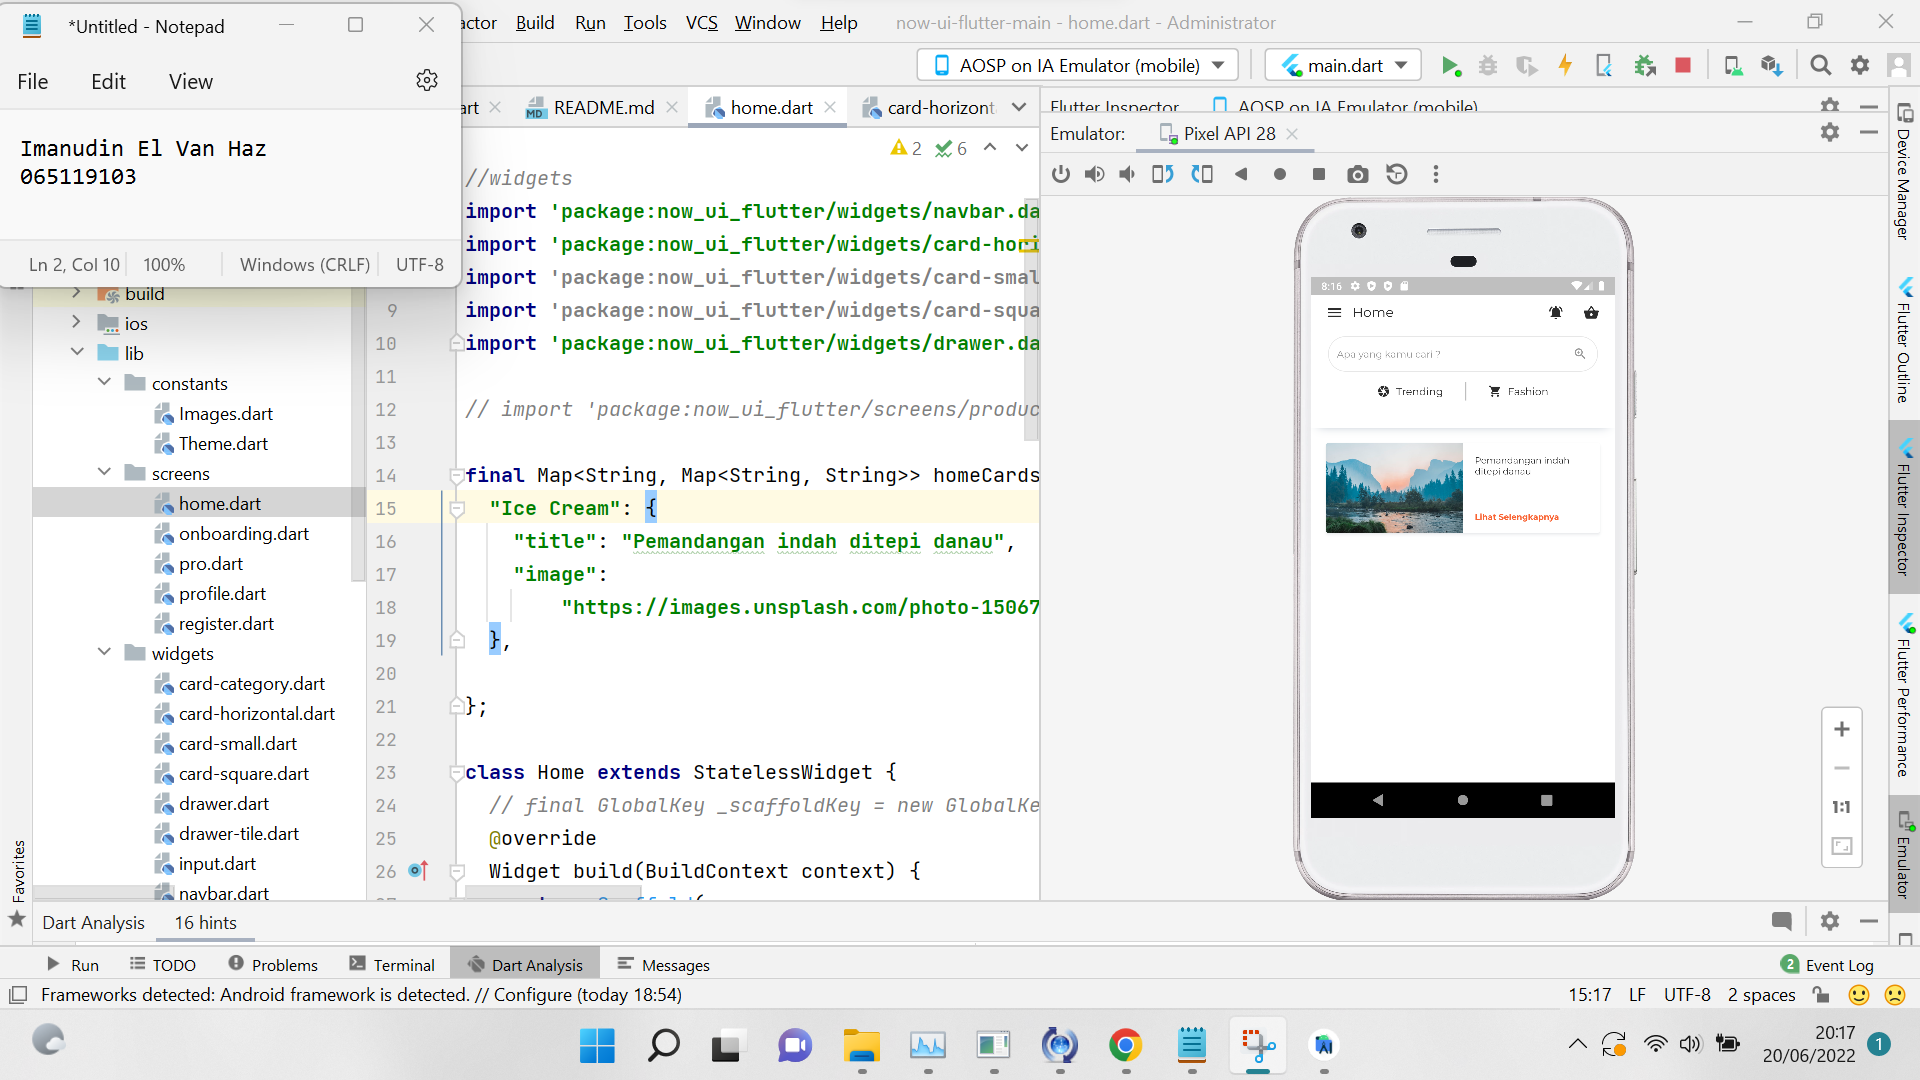 *Untitled - Notepad
File Edit View
Imanudin El Van Haz
065119103
Ln 2, Col 10 100% Windows (CRLF) UTF-8
Build Run Tools VCS Window Help now-ui-flutter-main - home.dart - Administrator
AOSP on IA Emulator (mobile) main.dart
README.md home.dart card-horizont
Flutter Inspector AOSP on IA Emulator (mobile)
Emulator: Pixel API 28
2 6
//widgets
import 'package:now_ui_flutter/widgets/navbar.da
import 'package:now_ui_flutter/widgets/card-hori
import 'package:now_ui_flutter/widgets/card-smal
9 import 'package:now_ui_flutter/widgets/card-squa
10 import 'package:now_ui_flutter/widgets/drawer.da
11
12 // import 'package:now_ui_flutter/screens/produc
13
14 final Map<String, Map<String, String>> homeCards
15 "Ice Cream": {
16 "title": "Pemandangan indah ditepi danau",
17 "image":
18 "https://images.unsplash.com/photo-15067
19 },
20
21 };
22
23 class Home extends StatelessWidget {
24 // final GlobalKey _scaffoldKey = new GlobalKe
25 @override
26 Widget build(BuildContext context) {
build
ios
lib
constants
Images.dart
Theme.dart
screens
home.dart
onboarding.dart
pro.dart
profile.dart
register.dart
widgets
card-category.dart
card-horizontal.dart
card-small.dart
card-square.dart
drawer.dart
drawer-tile.dart
input.dart
navbar.dart
8:16
Home
Apa yang kamu cari ?
Trending Fashion
Pemandangan indah
ditepi danau
Lihat Selengkapnya
1:1
Device Manager
Flutter Outline
Flutter Inspector
Flutter Performance
Emulator
Favorites
Dart Analysis 16 hints
Run TODO Problems Terminal Dart Analysis Messages 2 Event Log
Frameworks detected: Android framework is detected. // Configure (today 18:54) 15:17 LF UTF-8 2 spaces
20:17
20/06/2022 1